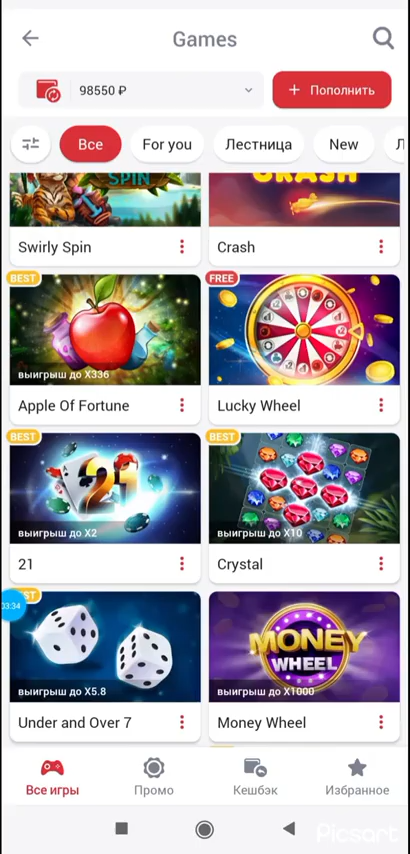 Games
98550 ₽
+ Пополнить
Все
For you
Лестница
New
SPIN
CRASH
Swirly Spin
Crash
BEST
FREE
выигрыш до X336
Apple Of Fortune
Lucky Wheel
BEST
BEST
21
выигрыш до X2
выигрыш до X10
21
Crystal
03:34
выигрыш до X5.8
MONEY
WHEEL
выигрыш до X1000
Under and Over 7
Money Wheel
Все игры
Промо
Кешбэк
Избранное
Picsart